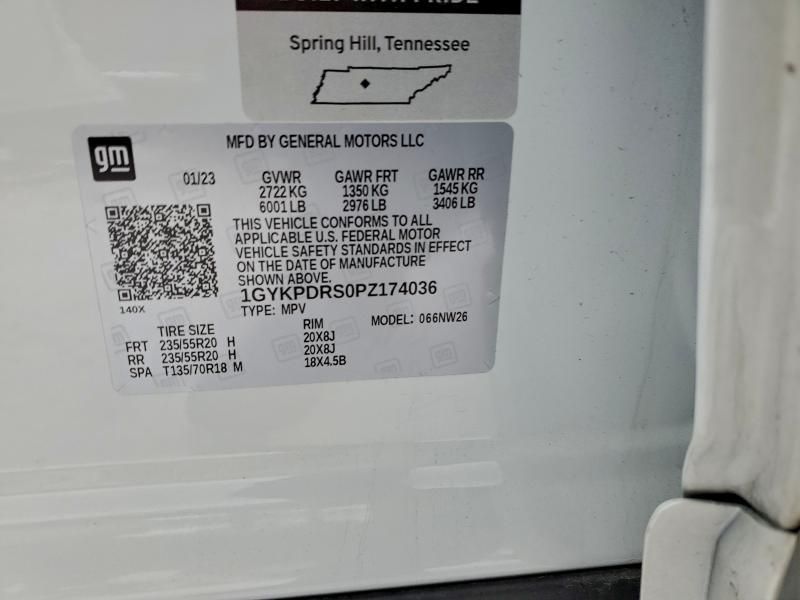 Spring Hill, Tennessee
gm
MFD BY GENERAL MOTORS LLC
01/23 GVWR GAWR FRT GAWR RR
2722 KG 1350 KG 1545 KG
6001 LB 2976 LB 3406 LB
THIS VEHICLE CONFORMS TO ALL
APPLICABLE U.S. FEDERAL MOTOR
VEHICLE SAFETY STANDARDS IN EFFECT
ON THE DATE OF MANUFACTURE
SHOWN ABOVE.
1GYKPDRS0PZ174036
140X
TYPE: MPV MODEL: 066NW26
TIRE SIZE RIM
FRT 235/55R20 H 20X8J
RR 235/55R20 H 20X8J
SPA T135/70R18 M 18X4.5B